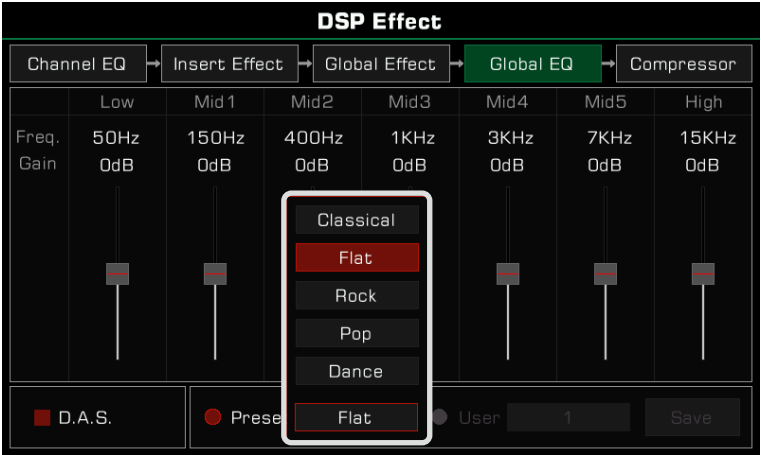 DSP Effect
Channel EQ Insert Effect Global Effect Global EQ Compressor
Low Mid1 Mid2 Mid3 Mid4 Mid5 High
Freq. 50Hz 150Hz 400Hz 1KHz 3KHz 7KHz 15KHz
Gain 0dB 0dB 0dB 0dB 0dB 0dB 0dB
Classical
Flat
Rock
Pop
Dance
D.A.S. Prese Flat User 1 Save